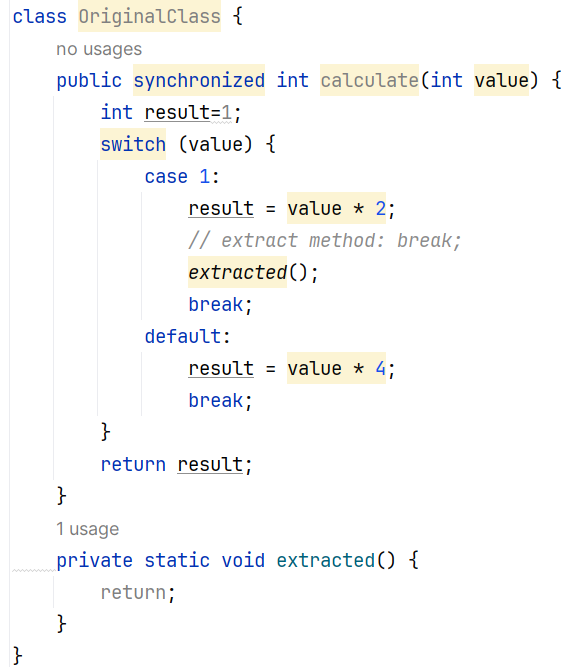 class OriginalClass {
no usages
public synchronized int calculate(int value) {
int result=1;
switch (value) {
case 1:
result = value * 2;
// extract method: break;
extracted();
break;
default:
result = value * 4;
break;
}
return result;
}
1 usage
private static void extracted() {
return;
}
}